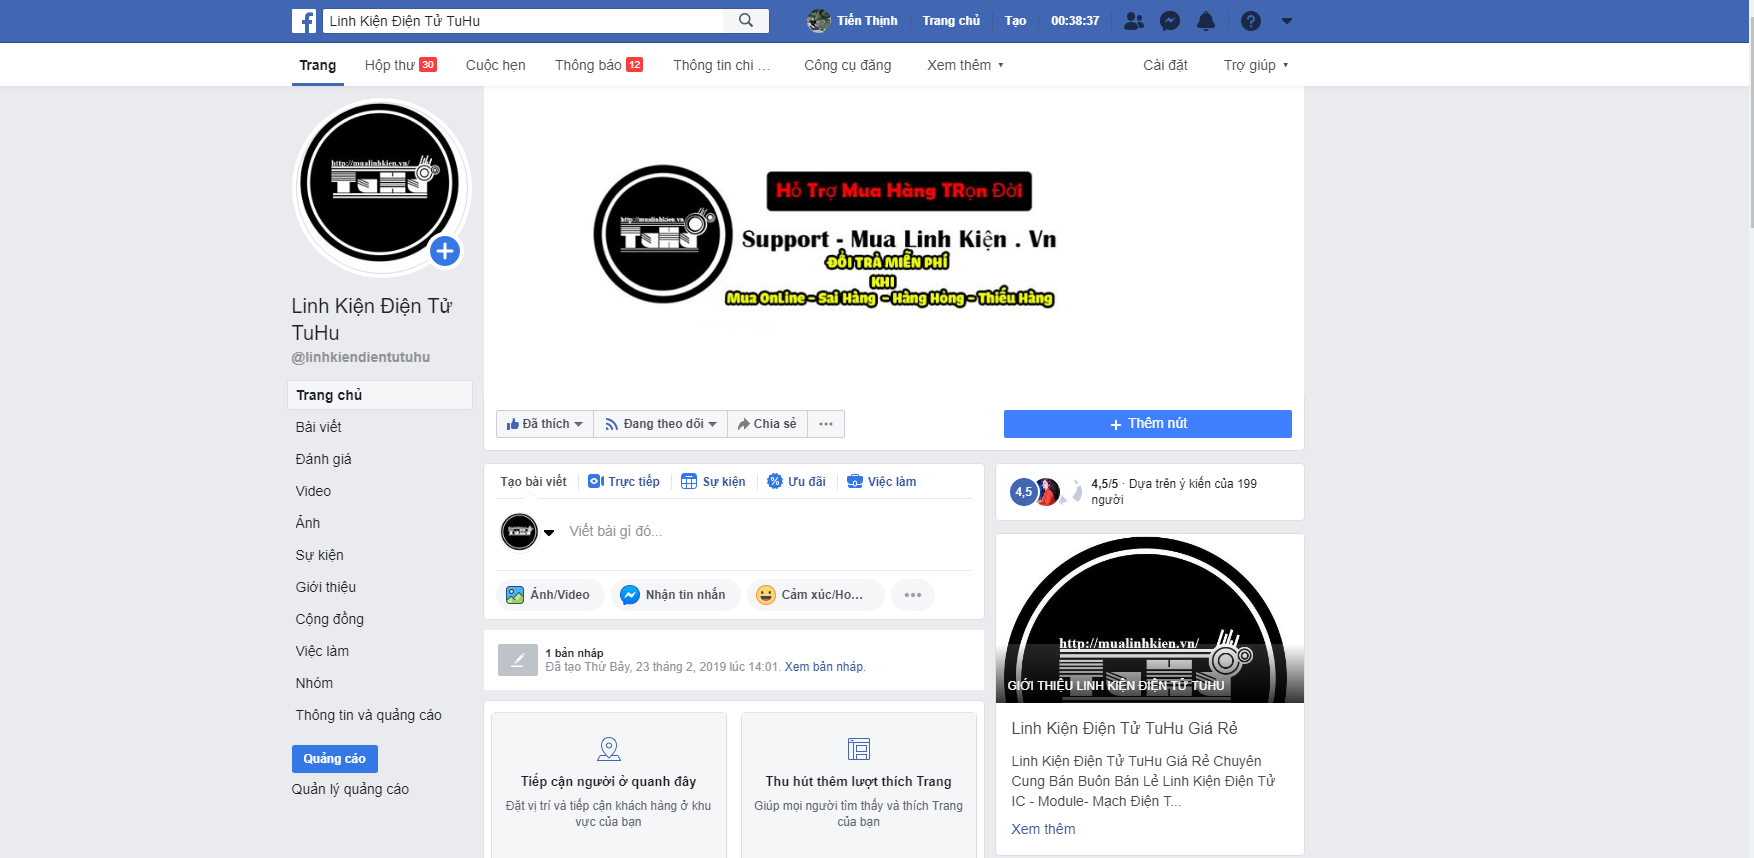 Linh Kiện Điện Tử TuHu
Tiến Thịnh
Trang chủ
Tạo
00:38:37
Trang
Hộp thư 30
Cuộc hẹn
Thông báo 12
Thông tin chi ...
Công cụ đăng
Xem thêm
Cài đặt
Trợ giúp
http://mualinhkien.vn/
TuHu
Linh Kiện Điện Tử
TuHu
@linhkiendientutuhu
Trang chủ
Bài viết
Đánh giá
Video
Ảnh
Sự kiện
Giới thiệu
Cộng đồng
Việc làm
Nhóm
Thông tin và quảng cáo
Quảng cáo
Quản lý quảng cáo
http://mualinhkien.vn/
TuHu
Hỗ Trợ Mua Hàng TRọn Đời
Support - Mua Linh Kiện . Vn
ĐỔI TRẢ MIỄN PHÍ
KHI
Mua OnLine - Sai Hàng - Hàng Hỏng - Thiếu Hàng
Đã thích
Đang theo dõi
Chia sẻ
...
+ Thêm nút
Tạo bài viết
Trực tiếp
Sự kiện
Ưu đãi
Việc làm
Viết bài gì đó...
Ảnh/Video
Nhận tin nhắn
Cảm xúc/Ho...
1 bản nháp
Đã tạo Thứ Bảy, 23 tháng 2, 2019 lúc 14:01. Xem bản nháp.
Tiếp cận người ở quanh đây
Đặt vị trí và tiếp cận khách hàng ở khu
vực của bạn
Thu hút thêm lượt thích Trang
Giúp mọi người tìm thấy và thích Trang
của bạn
4,5
4,5/5 · Dựa trên ý kiến của 199
người
http://mualinhkien.vn/
TuHu
GIỚI THIỆU LINH KIỆN ĐIỆN TỬ TUHU
Linh Kiện Điện Tử TuHu Giá Rẻ
Linh Kiện Điện Tử TuHu Giá Rẻ Chuyên
Cung Bán Buôn Bán Lẻ Linh Kiện Điện Tử
IC - Module- Mạch Điện T...
Xem thêm